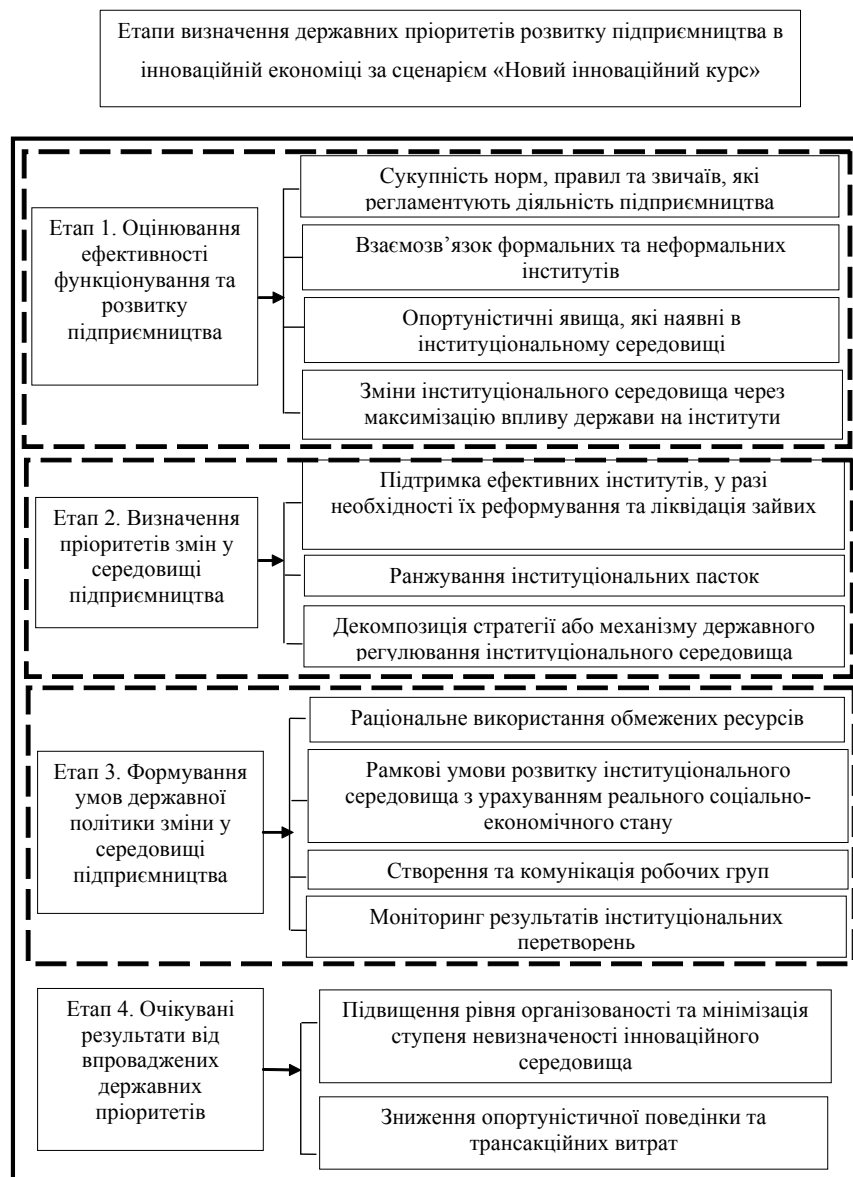 Етапи визначення державних пріоритетів розвитку підприємництва в
інноваційній економіці за сценарієм «Новий інноваційний курс»
Етап 1. Оцінювання
ефективності
функціонування та
розвитку
підприємництва
Сукупність норм, правил та звичаїв, які
регламентують діяльність підприємництва
Взаємозв’язок формальних та неформальних
інститутів
Опортуністичні явища, які наявні в
інституціональному середовищі
Зміни інституціонального середовища через
максимізацію впливу держави на інститути
Етап 2. Визначення
пріоритетів змін у
середовищі
підприємництва
Підтримка ефективних інститутів, у разі
необхідності їх реформування та ліквідація зайвих
Ранжування інституціональних пасток
Декомпозиція стратегії або механізму державного
регулювання інституціонального середовища
Етап 3. Формування
умов державної
політики зміни у
середовищі
підприємництва
Раціональне використання обмежених ресурсів
Рамкові умови розвитку інституціонального
середовища з урахуванням реального соціально-
економічного стану
Створення та комунікація робочих груп
Моніторинг результатів інституціональних
перетворень
Етап 4. Очікувані
результати від
впроваджених
державних
пріоритетів
Підвищення рівня організованості та мінімізація
ступеня невизначеності інноваційного
середовища
Зниження опортуністичної поведінки та
трансакційних витрат